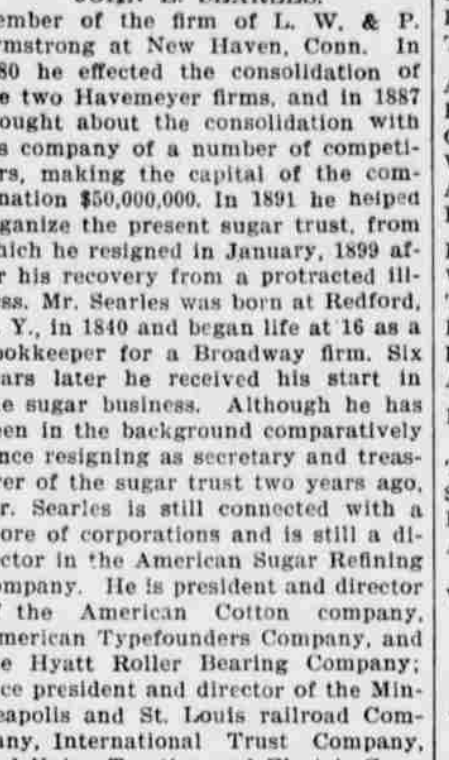 ember of the firm of L. W. & P.
rmstrong at New Haven, Conn. In
80 he effected the consolidation of
e two Havemeyer firms, and in 1887
ought about the consolidation with
s company of a number of competi-
rs, making the capital of the com-
nation $50,000,000. In 1891 he helped
ganize the present sugar trust, from
hich he resigned in January, 1899 af-
r his recovery from a protracted ill-
ss. Mr. Searles was born at Redford,
Y., in 1840 and began life at 16 as a
ookkeeper for a Broadway firm. Six
ars later he received his start in
e sugar business. Although he has
een in the background comparatively
nce resigning as secretary and treas-
rer of the sugar trust two years ago,
r. Searles is still connected with a
ore of corporations and is still a di-
ctor in the American Sugar Refining
ompany. He is president and director
f the American Cotton company,
merican Typefounders Company, and
e Hyatt Roller Bearing Company;
ce president and director of the Min-
eapolis and St. Louis railroad Com-
any, International Trust Company,